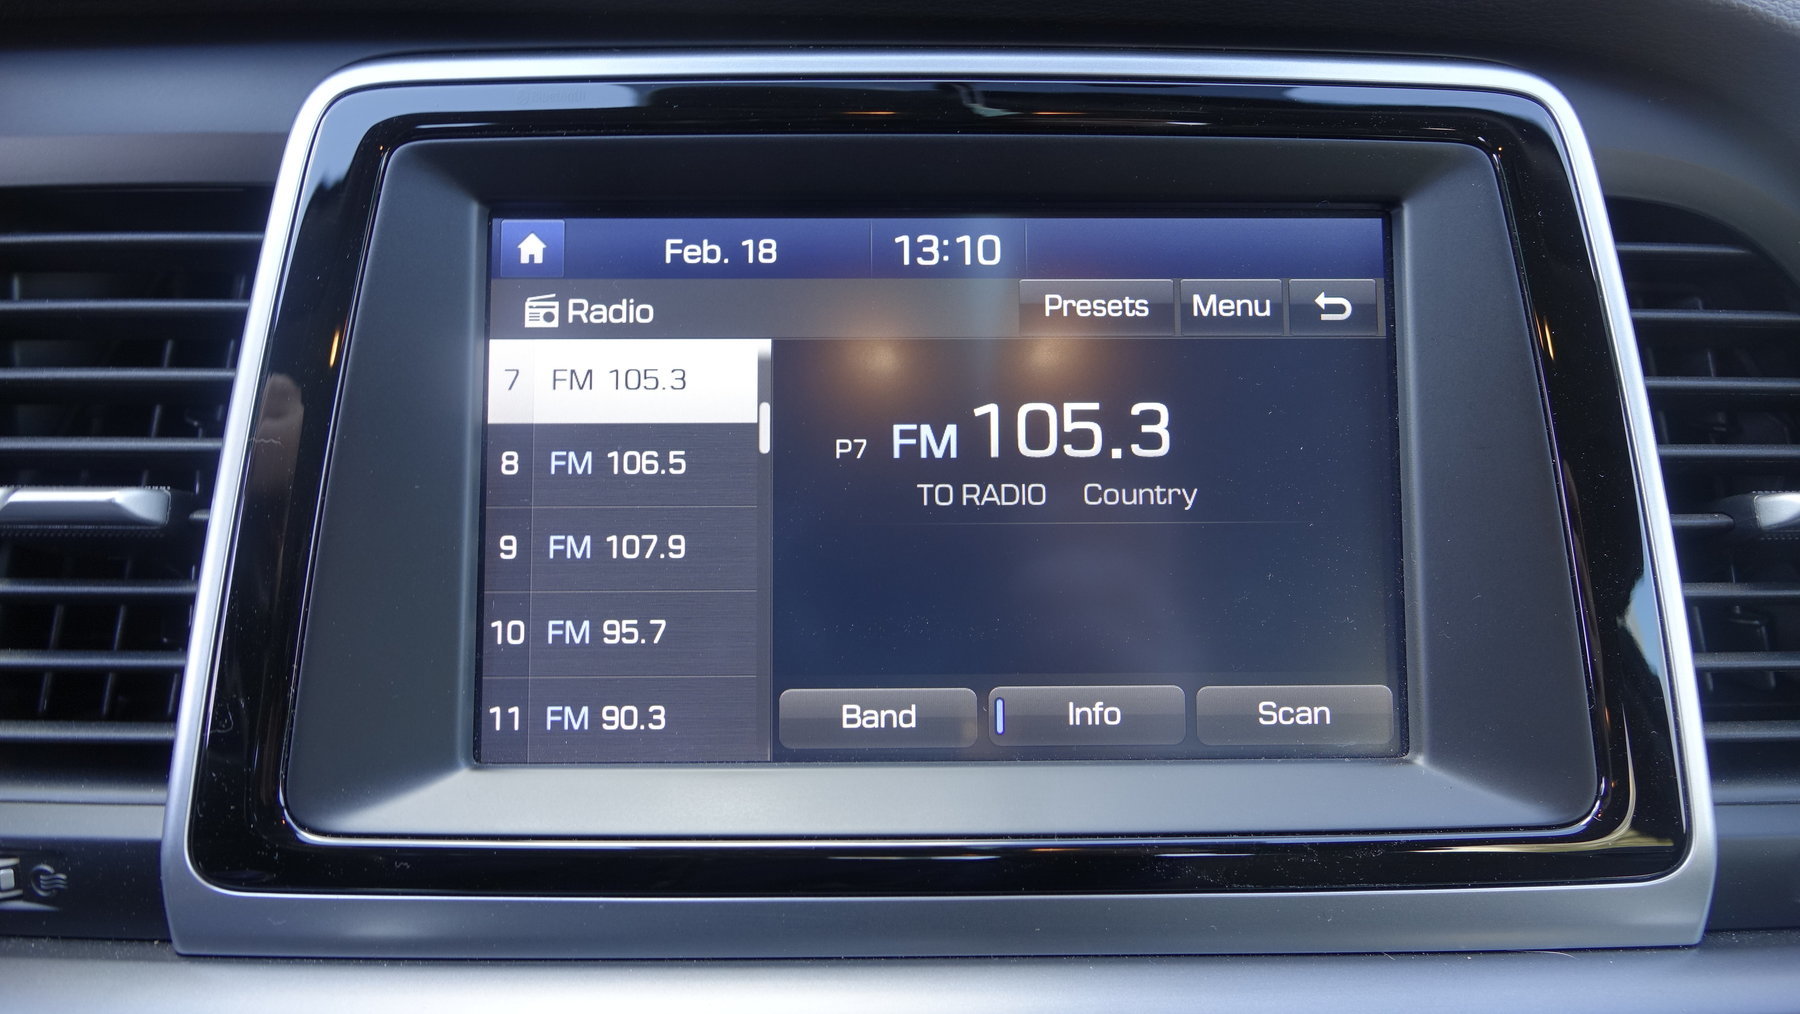 Feb. 18 13:10
Radio Presets Menu
7 FM 105.3
8 FM 106.5
9 FM 107.9
10 FM 95.7
11 FM 90.3
P7 FM 105.3
TO RADIO Country
Band Info Scan